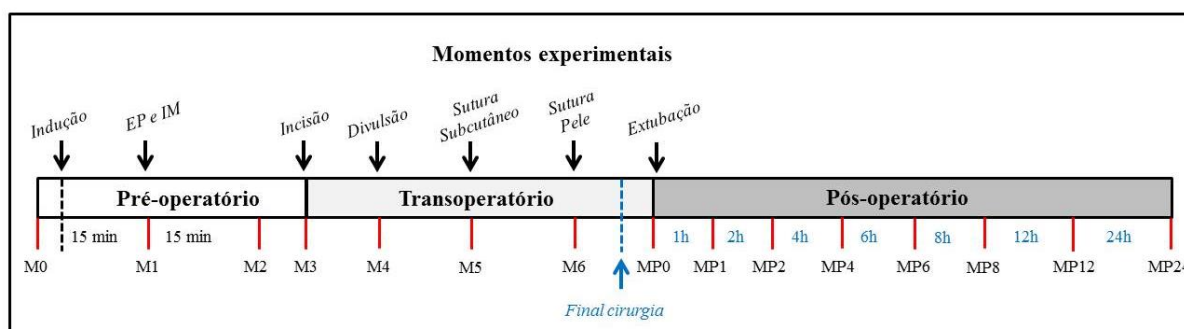 Momentos experimentais
Indução
EP e IM
Incisão
Divulsão
Sutura
Subcutâneo
Sutura
Pele
Extubação
Pré-operatório
Transoperatório
Pós-operatório
15 min
15 min
1h
2h
4h
6h
8h
12h
24h
M0
M1
M2
M3
M4
M5
M6
MP0
MP1
MP2
MP4
MP6
MP8
MP12
MP24
Final cirurgia